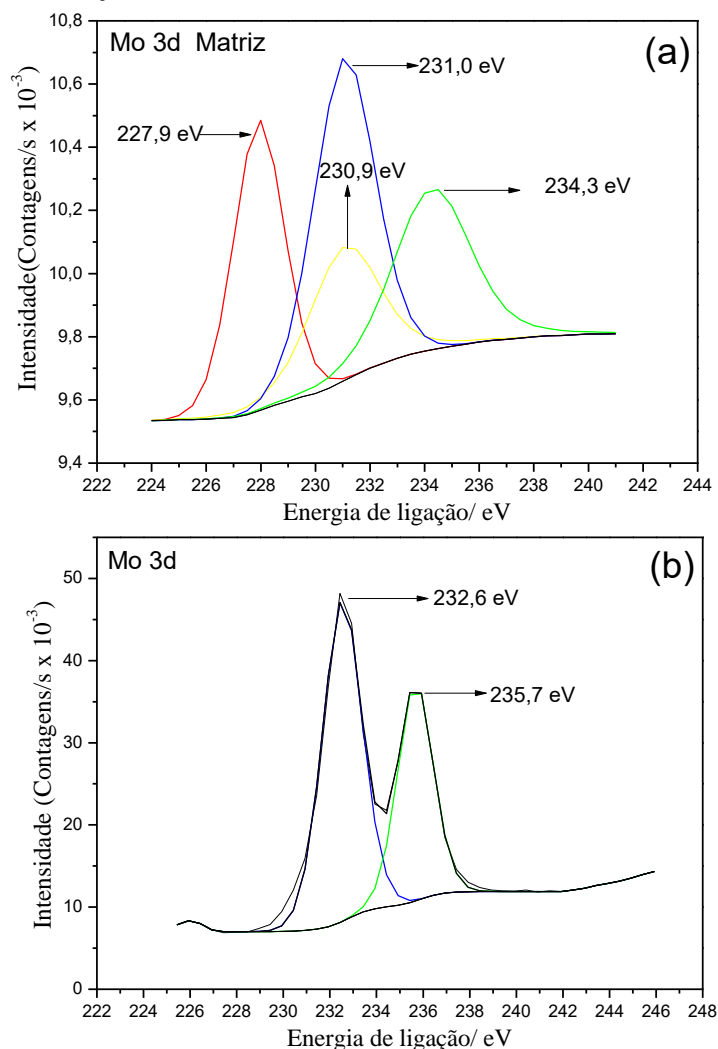 Mo 3d Matriz
(a)
231,0 eV
227,9 eV
230,9 eV
234,3 eV
Intensidade(Contagens/s x 10⁻³)
10,8
10,6
10,4
10,2
10,0
9,8
9,6
9,4
222 224 226 228 230 232 234 236 238 240 242 244
Energia de ligação/ eV
Mo 3d
(b)
232,6 eV
235,7 eV
Intensidade (Contagens/s x 10⁻³)
50
40
30
20
10
0
222 224 226 228 230 232 234 236 238 240 242 244 246 248
Energia de ligação/ eV